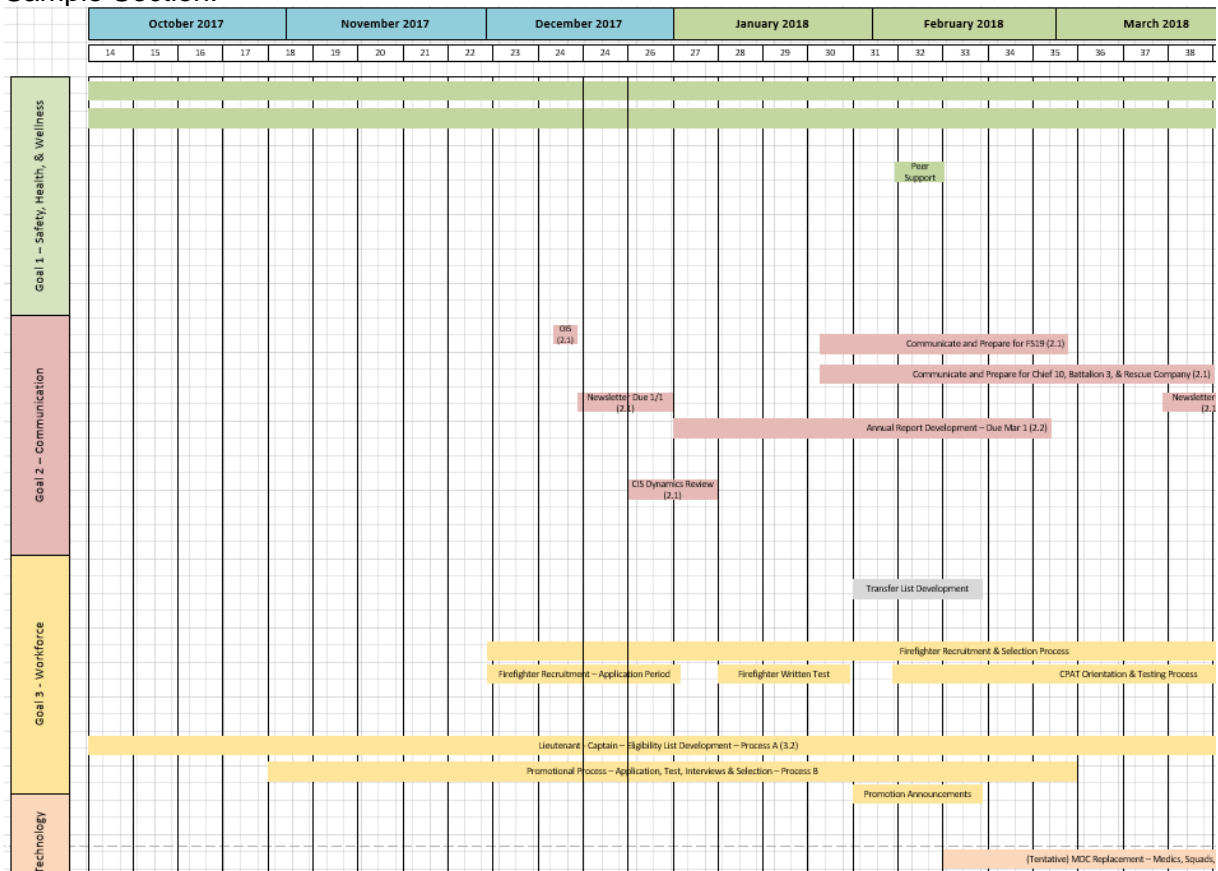 Sample Section:
October 2017 November 2017 December 2017 January 2018 February 2018 March 2018
14 15 16 17 18 19 20 21 22 23 24 24 26 27 28 29 30 31 32 33 34 35 36 37 38
Goal 1 – Safety, Health, & Wellness
Peer
Support
Goal 2 – Communication
OIS
(2.1)
Communicate and Prepare for FS19 (2.1)
Communicate and Prepare for Chief 10, Battalion 3, & Rescue Company (2.1)
Newsletter Due 1/1
(2.1)
Newsletter
(2.1
Annual Report Development – Due Mar 1 (2.2)
CIS Dynamics Review
(2.1)
Goal 3 - Workforce
Transfer List Development
Firefighter Recruitment & Selection Process
Firefighter Recruitment – Application Period
Firefighter Written Test
CPAT Orientation & Testing Process
Lieutenant - Captain – Eligibility List Development – Process A (3.2)
Promotional Process – Application, Test, Interviews & Selection – Process B
Promotion Announcements
Technology
(Tentative) MDC Replacement – Medics, Squads,